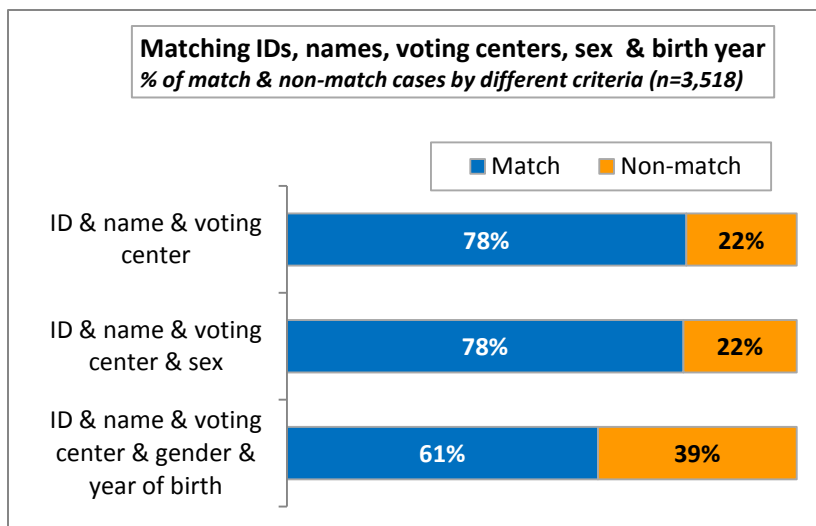 Matching IDs, names, voting centers, sex & birth year
% of match & non-match cases by different criteria (n=3,518)
Match Non-match
ID & name & voting
center
78% 22%
ID & name & voting
center & sex
78% 22%
ID & name & voting
center & gender &
year of birth
61% 39%